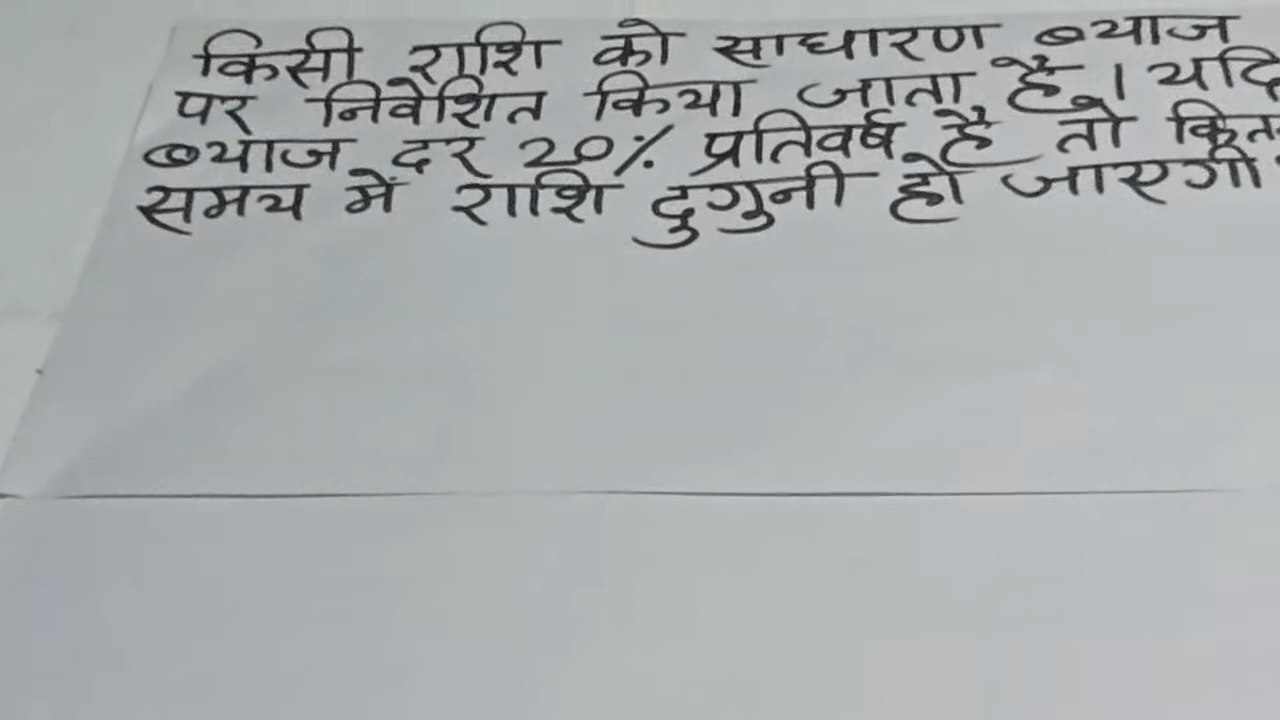 किसी राशि को साधारण ब्याज
पर निवेशित किया जाता है। यदि
ब्याज दर 20% प्रतिवर्ष है तो
समय में राशि दुगुनी हो जाएगी